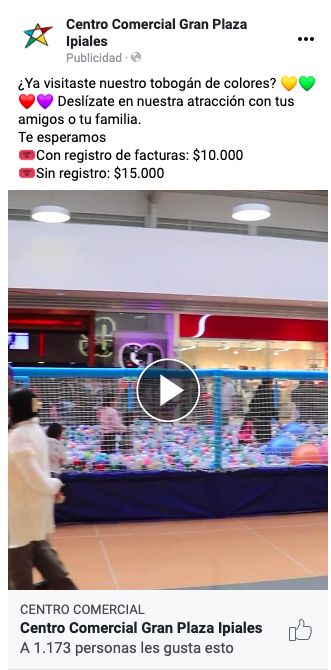 Centro Comercial Gran Plaza
Ipiales
Publicidad ·
¿Ya visitaste nuestro tobogán de colores? 💛💚
❤️💜 Deslízate en nuestra atracción con tus
amigos o tu familia.
Te esperamos
🎟️Con registro de facturas: $10.000
🎟️Sin registro: $15.000
CENTRO COMERCIAL
Centro Comercial Gran Plaza Ipiales
A 1.173 personas les gusta esto